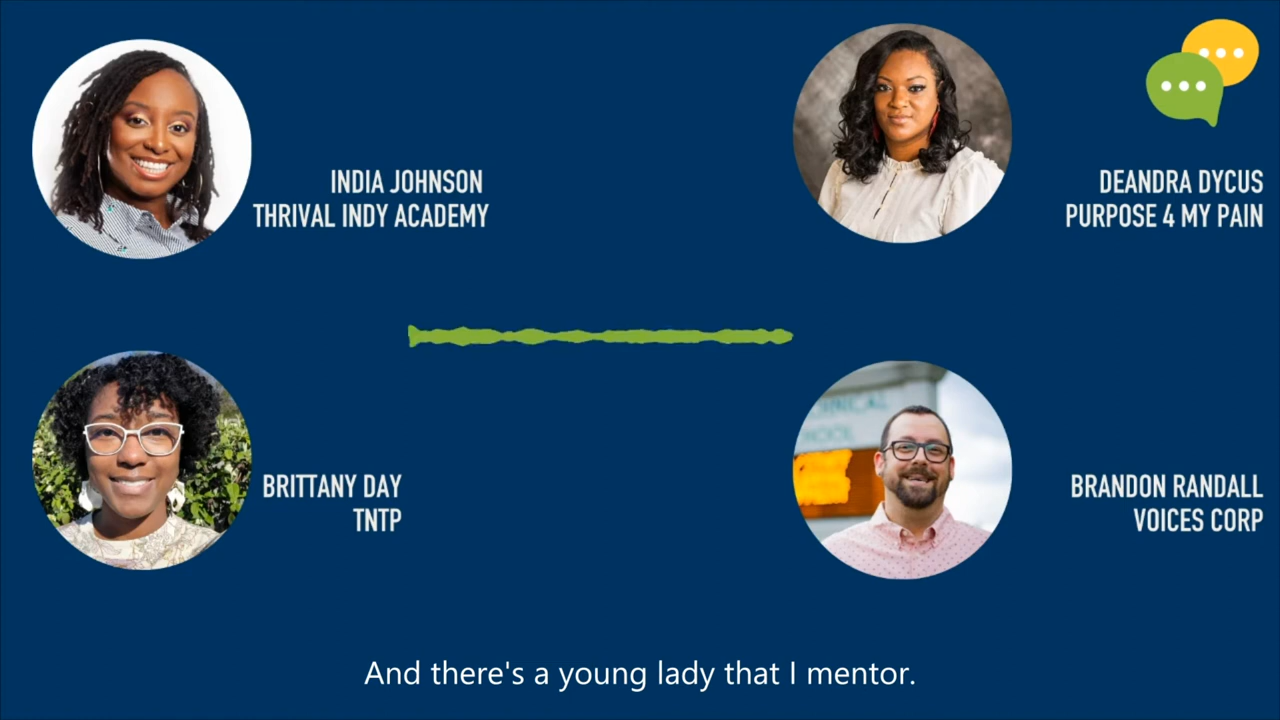 INDIA JOHNSON
THRIVAL INDY ACADEMY
DEANDRA DYCUS
PURPOSE 4 MY PAIN
BRITTANY DAY
TNTP
BRANDON RANDALL
VOICES CORP
And there's a young lady that I mentor.